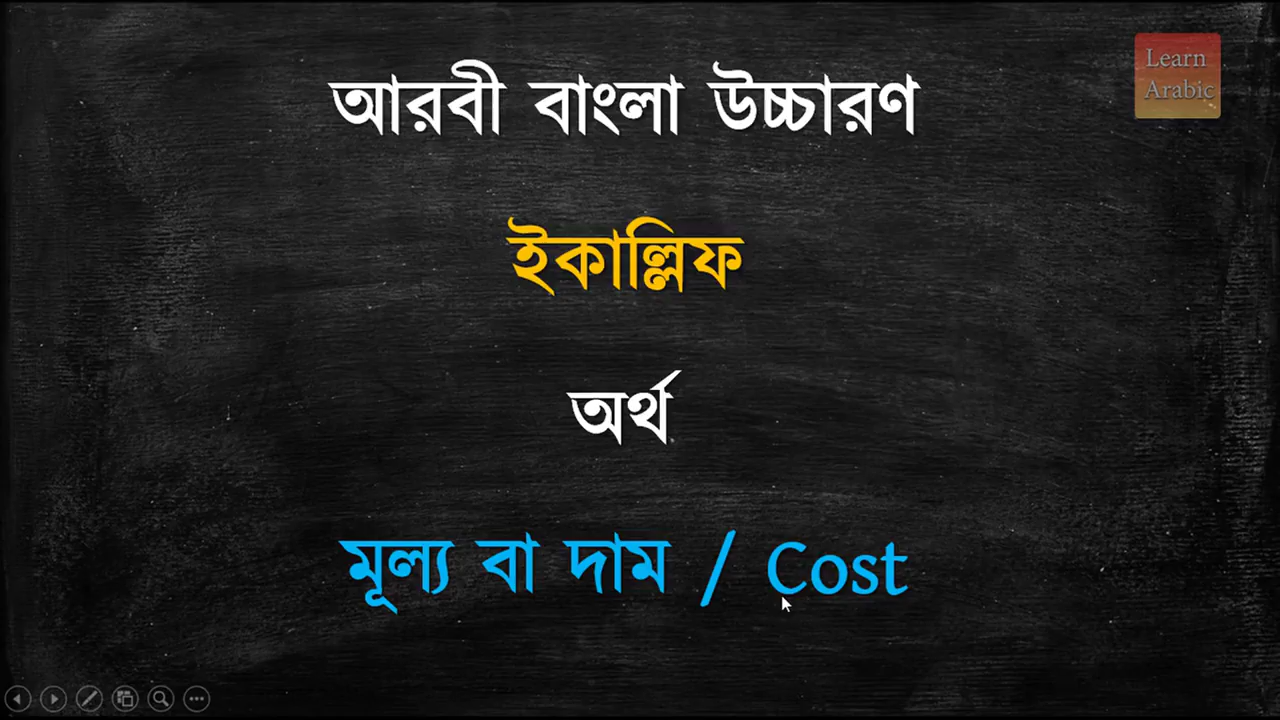 Learn
Arabic
আরবী বাংলা উচ্চারণ
ইকাল্লিফ
অর্থ
মূল্য বা দাম / Cost